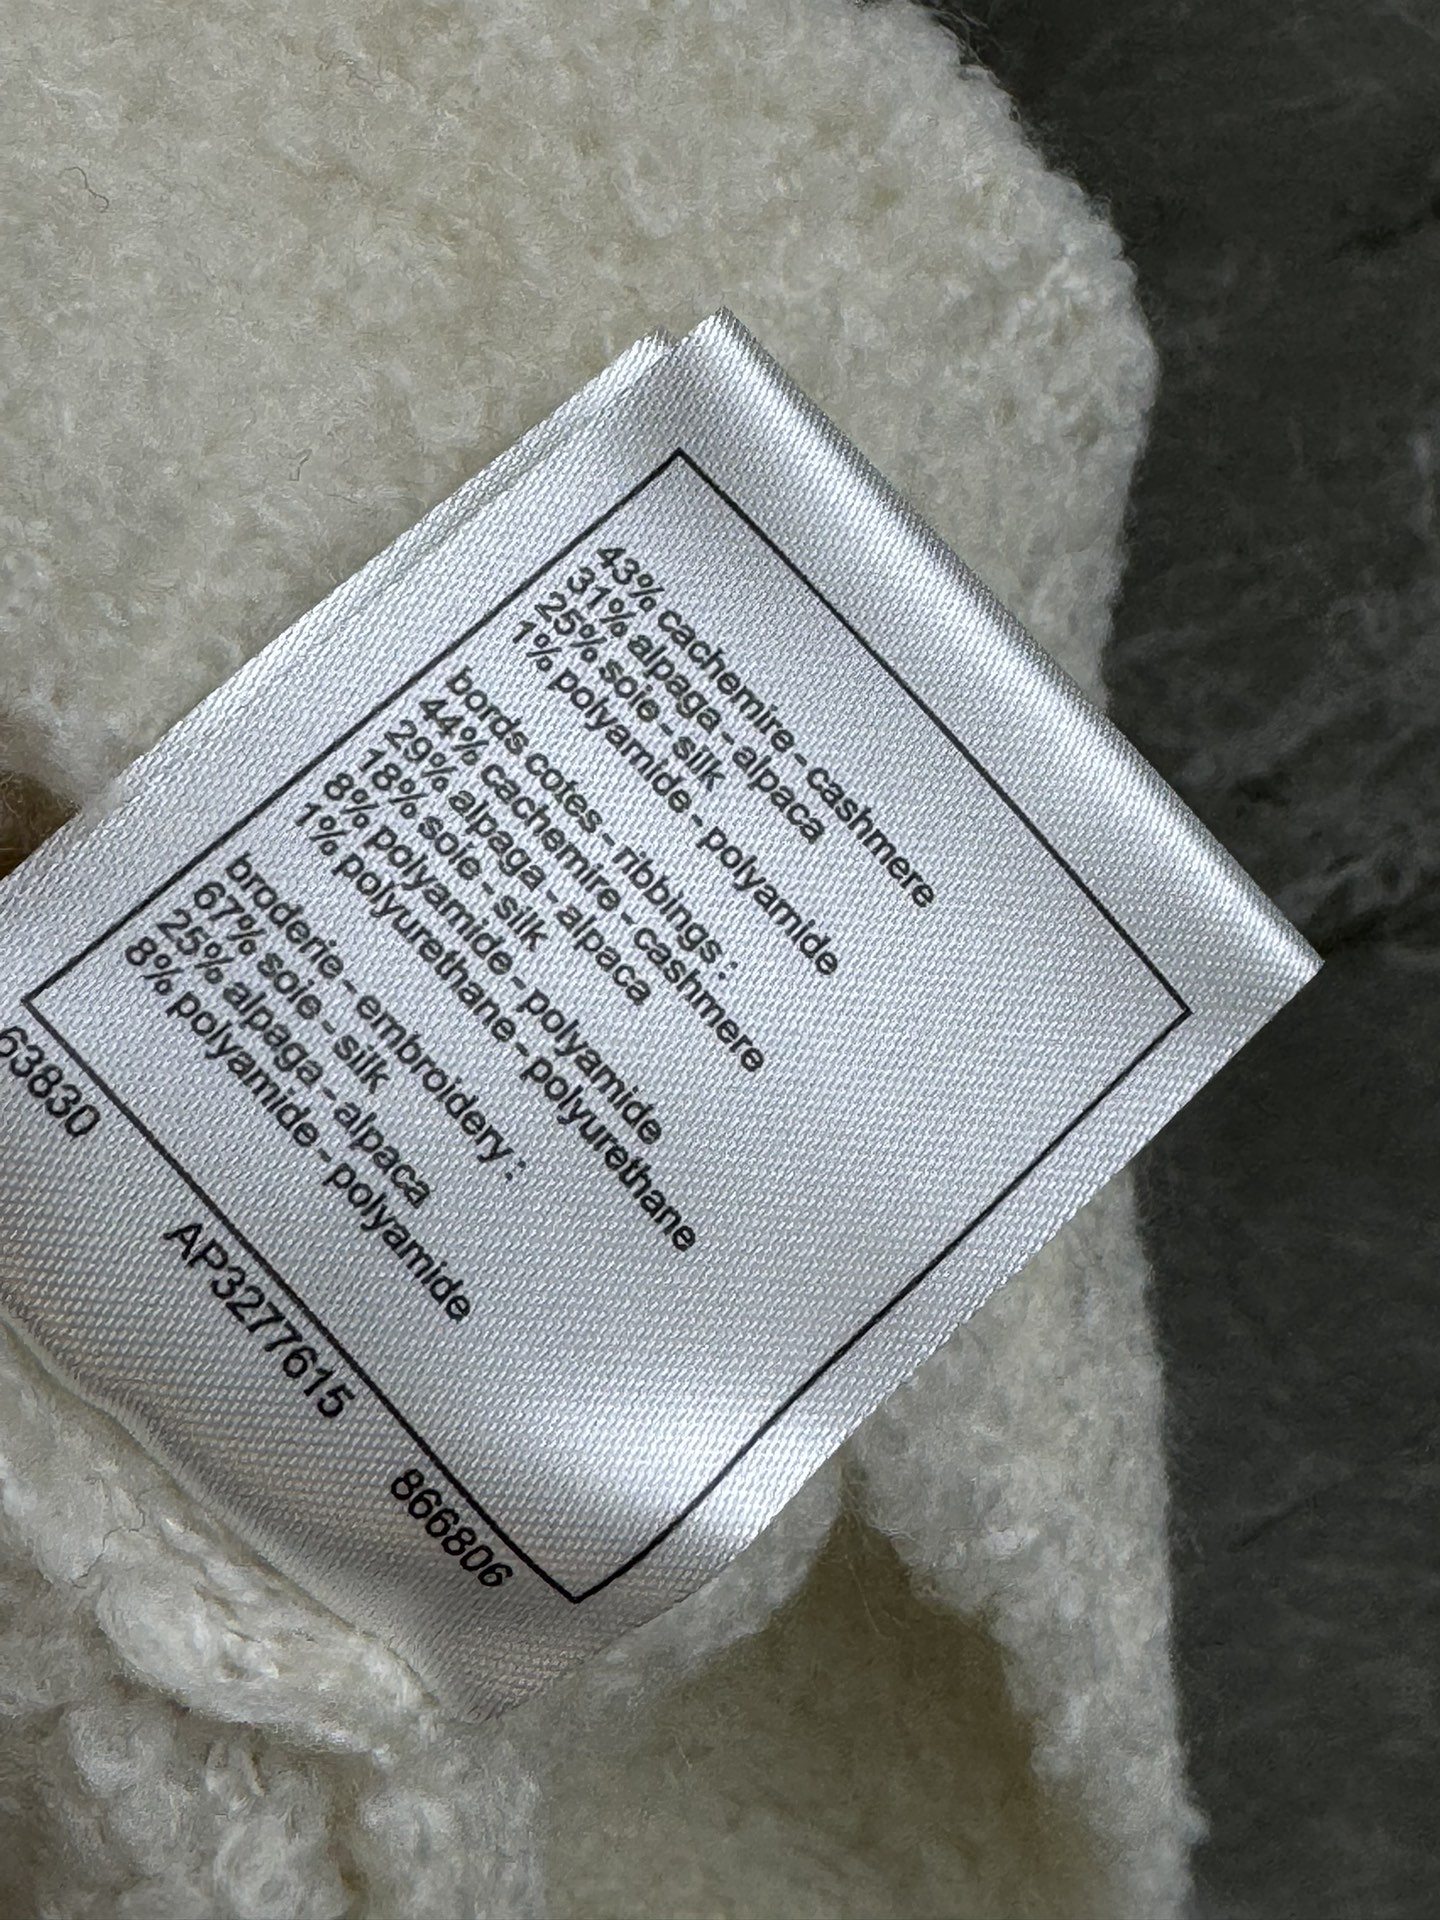 43% cachemire - cashmere
31% alpaga - alpaca
25% soie - silk
1% polyamide - polyamide
bords cotes - ribbings :
44% cachemire - cashmere
29% alpaga - alpaca
18% soie - silk
8% polyamide - polyamide
1% polyurethane - polyurethane
broderie - embroidery :
67% soie - silk
25% alpaga - alpaca
8% polyamide - polyamide
63830 AP3277615 866806